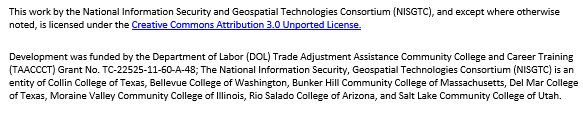 This work by the National Information Security and Geospatial Technologies Consortium (NISGTC), and except where otherwise
noted, is licensed under the Creative Commons Attribution 3.0 Unported License.
Development was funded by the Department of Labor (DOL) Trade Adjustment Assistance Community College and Career Training
(TAACCCT) Grant No. TC-22525-11-60-A-48; The National Information Security, Geospatial Technologies Consortium (NISGTC) is an
entity of Collin College of Texas, Bellevue College of Washington, Bunker Hill Community College of Massachusetts, Del Mar College
of Texas, Moraine Valley Community College of Illinois, Rio Salado College of Arizona, and Salt Lake Community College of Utah.